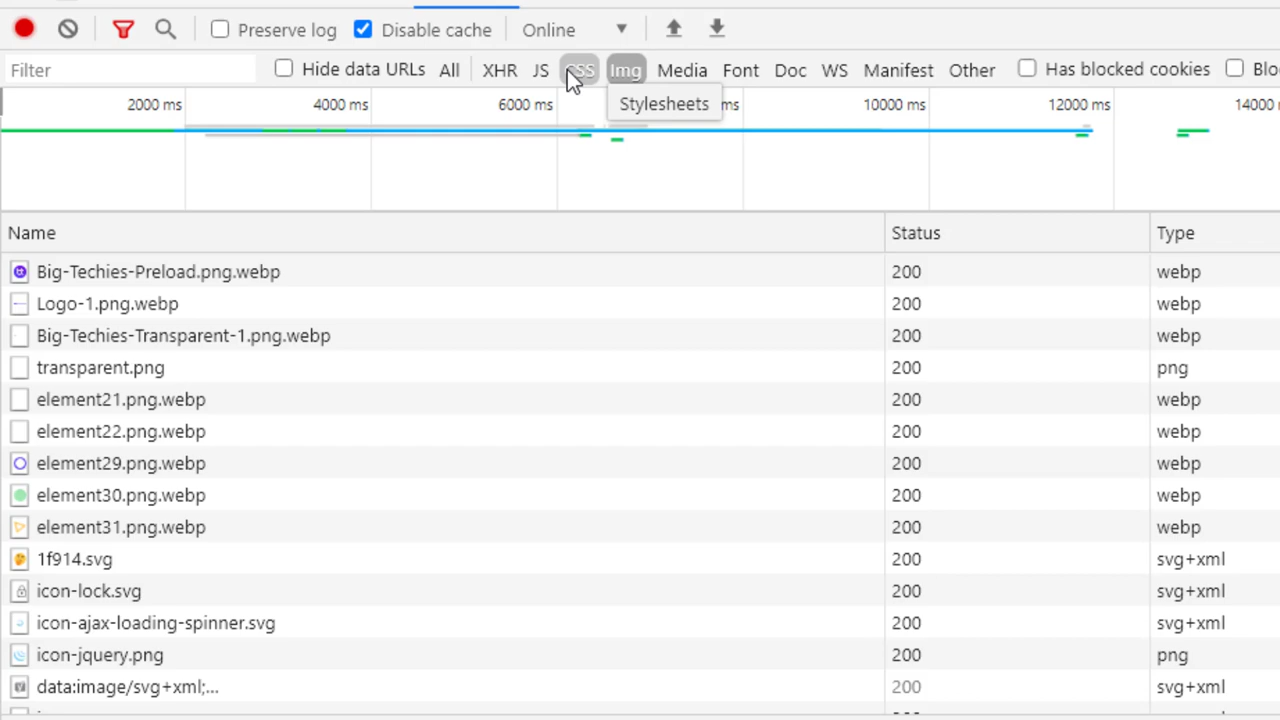 Preserve log Disable cache Online
Filter Hide data URLs All XHR JS CSS Img Media Font Doc WS Manifest Other Has blocked cookies Blo
Stylesheets
2000 ms 4000 ms 6000 ms ms 10000 ms 12000 ms 14000
Name Status Type
Big-Techies-Preload.png.webp 200 webp
Logo-1.png.webp 200 webp
Big-Techies-Transparent-1.png.webp 200 webp
transparent.png 200 png
element21.png.webp 200 webp
element22.png.webp 200 webp
element29.png.webp 200 webp
element30.png.webp 200 webp
element31.png.webp 200 webp
1f914.svg 200 svg+xml
icon-lock.svg 200 svg+xml
icon-ajax-loading-spinner.svg 200 svg+xml
icon-jquery.png 200 png
data:image/svg+xml;... 200 svg+xml